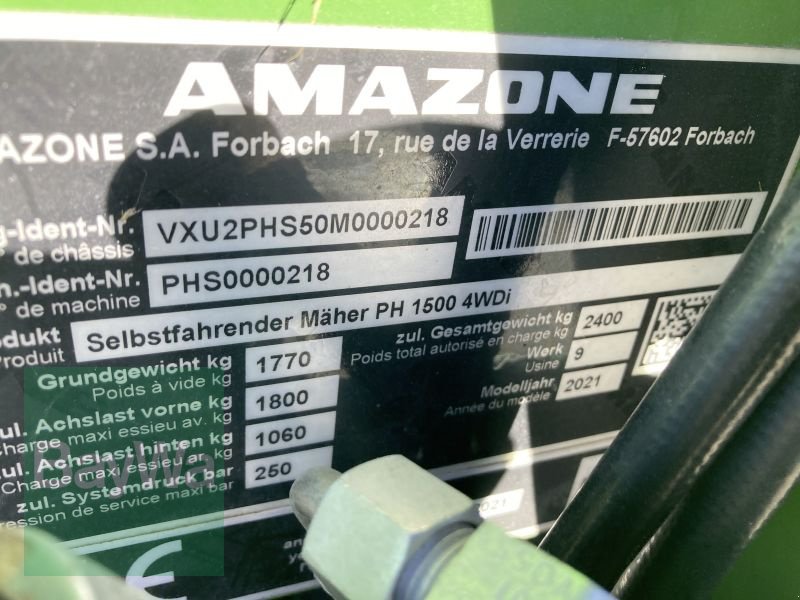 AMAZONE
AZONE S.A. Forbach 17, rue de la Verrerie F-57602 Forbach
g-Ident-Nr. VXU2PHS50M0000218
de châssis
n.-Ident-Nr. PHS0000218
° de machine
odukt Selbstfahrender Mäher PH 1500 4WDi
Produit
Grundgewicht kg 1770
Poids à vide kg
zul. Gesamtgewicht kg 2400
Poids total autorisé en charge kg
ul. Achslast vorne kg 1800
Charge maxi essieu av. kg
Werk 9
Usine
ul. Achslast hinten kg 1060
Charge maxi essieu ar kg
Modelljahr 2021
Année du modèle
zul. Systemdruck bar 250
ression de service maxi bar
021
CE
BayWa